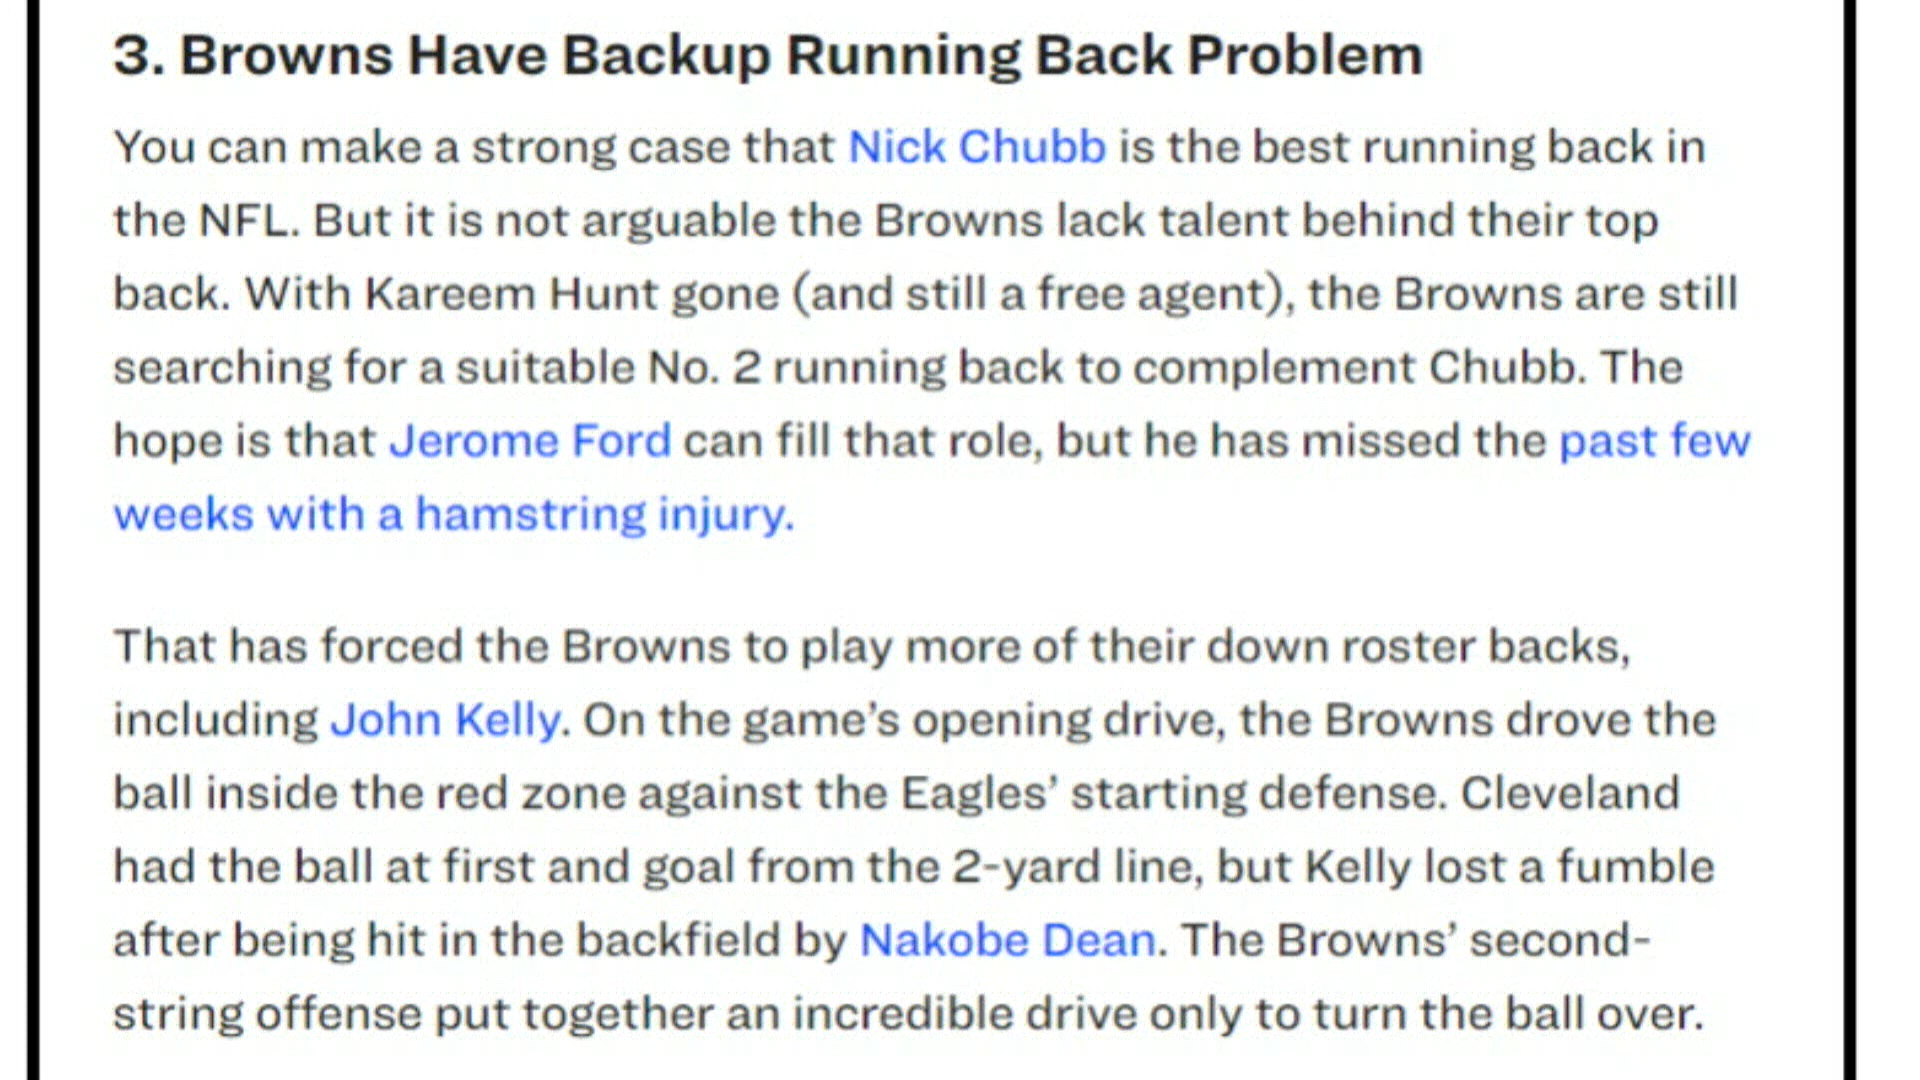 3. Browns Have Backup Running Back Problem
You can make a strong case that Nick Chubb is the best running back in
the NFL. But it is not arguable the Browns lack talent behind their top
back. With Kareem Hunt gone (and still a free agent), the Browns are still
searching for a suitable No. 2 running back to complement Chubb. The
hope is that Jerome Ford can fill that role, but he has missed the past few
weeks with a hamstring injury.
That has forced the Browns to play more of their down roster backs,
including John Kelly. On the game’s opening drive, the Browns drove the
ball inside the red zone against the Eagles’ starting defense. Cleveland
had the ball at first and goal from the 2-yard line, but Kelly lost a fumble
after being hit in the backfield by Nakobe Dean. The Browns’ second-
string offense put together an incredible drive only to turn the ball over.